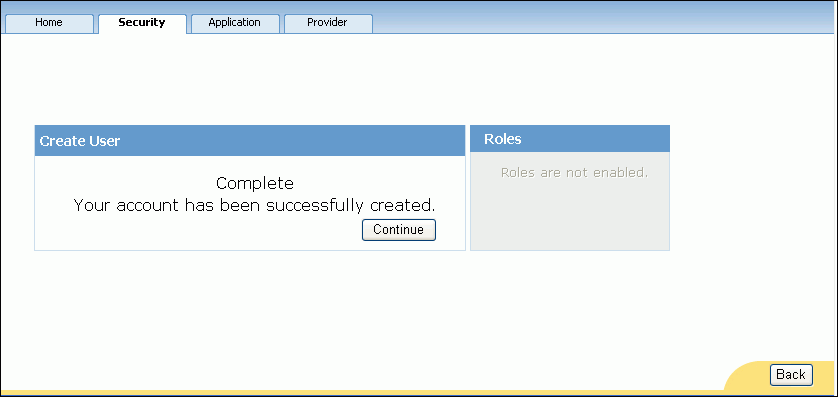 Home
Security
Application
Provider
Create User
Complete
Your account has been successfully created.
Continue
Roles
Roles are not enabled.
Back